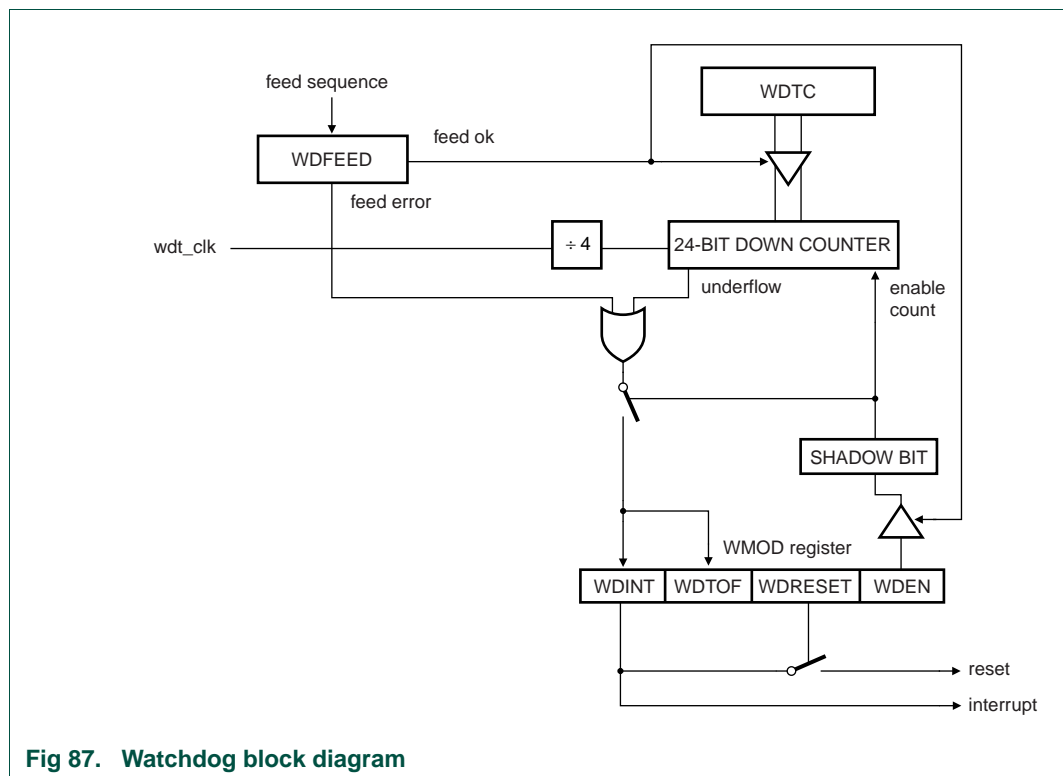 feed sequence
WDTC
feed ok
WDFEED
feed error
wdt_clk
÷ 4
24-BIT DOWN COUNTER
underflow
enable
count
SHADOW BIT
WMOD register
WDINT WDTOF WDRESET WDEN
reset
interrupt
Fig 87. Watchdog block diagram